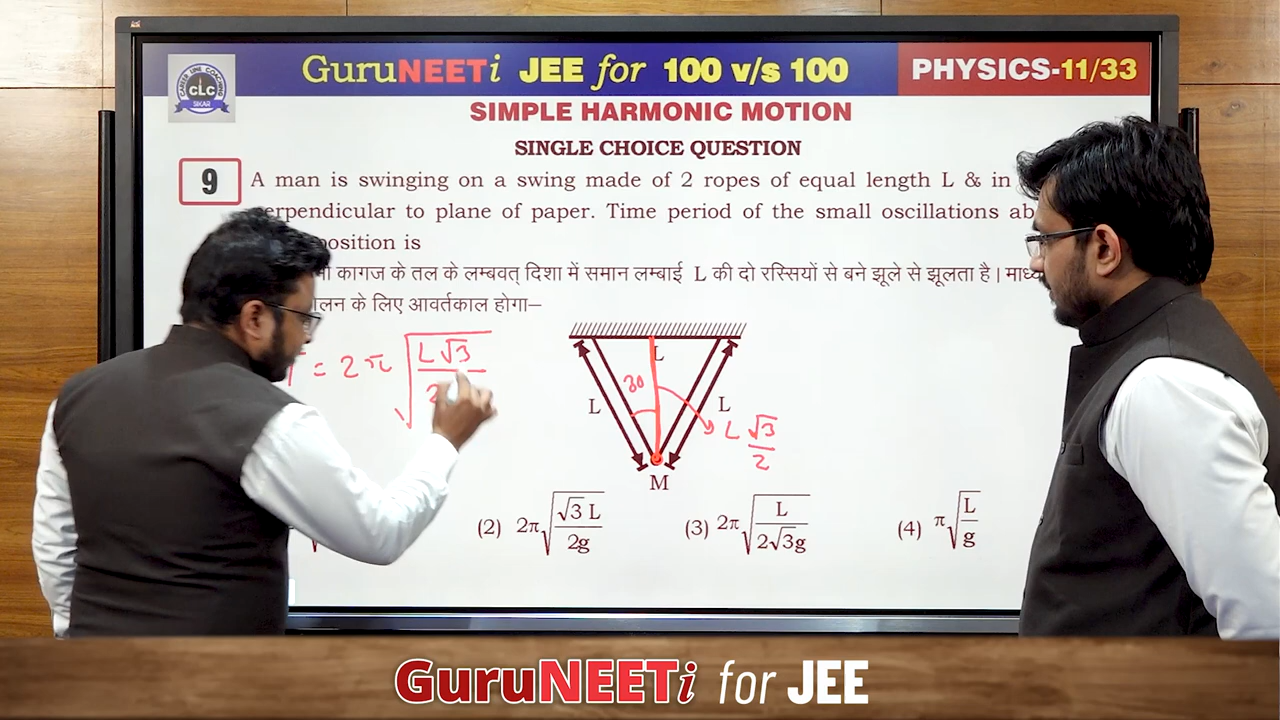 GuruNEETi JEE for 100 v/s 100
PHYSICS-11/33
CLC
SIKAR
SIMPLE HARMONIC MOTION
SINGLE CHOICE QUESTION
9
A man is swinging on a swing made of 2 ropes of equal length L & in
perpendicular to plane of paper. Time period of the small oscillations
position is
कागज के तल के लम्बवत् दिशा में समान लम्बाई L की दो रस्सियों से बने झूले से झूलता है।
के लिए आवर्तकाल होगा–
T = 2π √(L√3/2
L
30
L
L
L √3/2
M
(2) 2π√(√3 L/2g)
(3) 2π√(L/2√3g)
(4) π√(L/g)
GuruNEETi for JEE